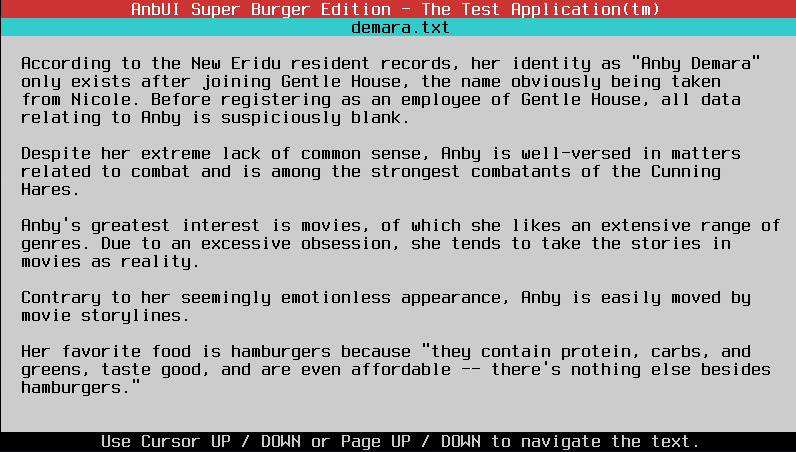 AnbUI Super Burger Edition - The Test Application(tm)
demara.txt
According to the New Eridu resident records, her identity as "Anby Demara"
only exists after joining Gentle House, the name obviously being taken
from Nicole. Before registering as an employee of Gentle House, all data
relating to Anby is suspiciously blank.
Despite her extreme lack of common sense, Anby is well-versed in matters
related to combat and is among the strongest combatants of the Cunning
Hares.
Anby's greatest interest is movies, of which she likes an extensive range of
genres. Due to an excessive obsession, she tends to take the stories in
movies as reality.
Contrary to her seemingly emotionless appearance, Anby is easily moved by
movie storylines.
Her favorite food is hamburgers because "they contain protein, carbs, and
greens, taste good, and are even affordable -- there's nothing else besides
hamburgers."
Use Cursor UP / DOWN or Page UP / DOWN to navigate the text.